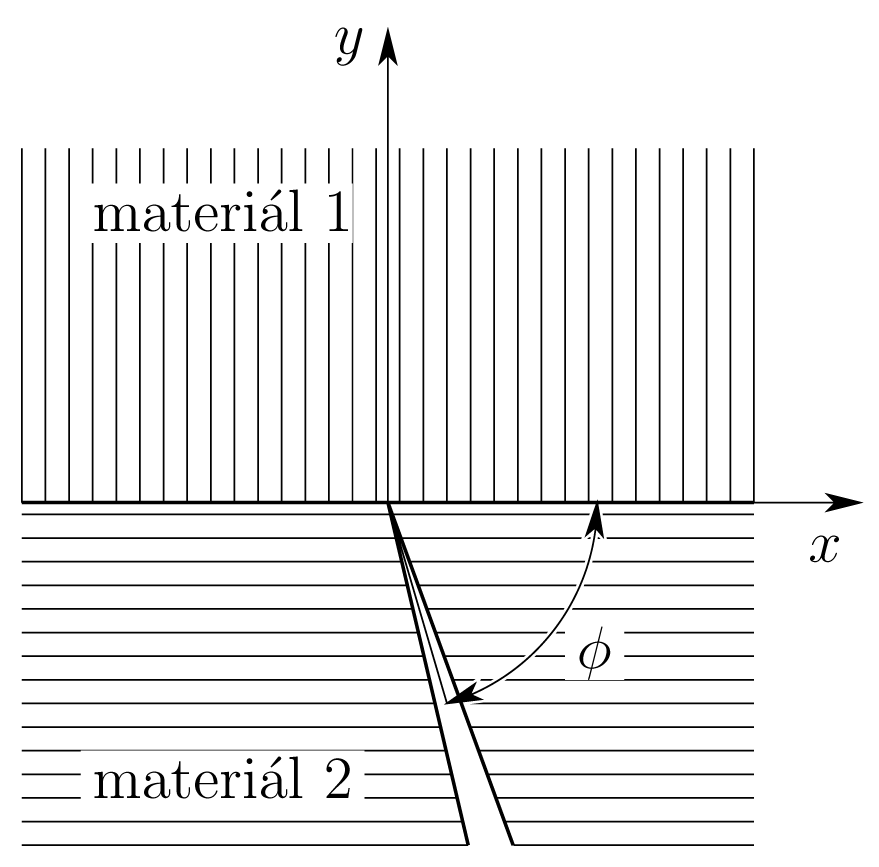 y
materiál 1
x
ϕ
materiál 2